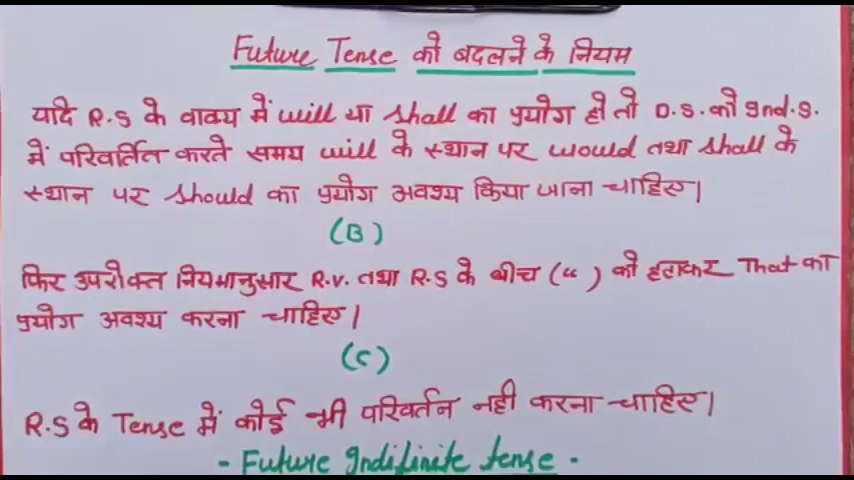 Future Tense को बदलने के नियम
यदि R.S के वाक्य में will या shall का प्रयोग हो तो D.S. को Ind.S.
में परिवर्तित करते समय will के स्थान पर would तथा shall के
स्थान पर should का प्रयोग अवश्य किया जाना चाहिए।
(B)
फिर उपरोक्त नियमानुसार R.V. तथा R.S के बीच (“ ) को हटाकर That का
प्रयोग अवश्य करना चाहिए।
(C)
R.S के Tense में कोई भी परिवर्तन नही करना चाहिए।
- Future Indifinite tense -